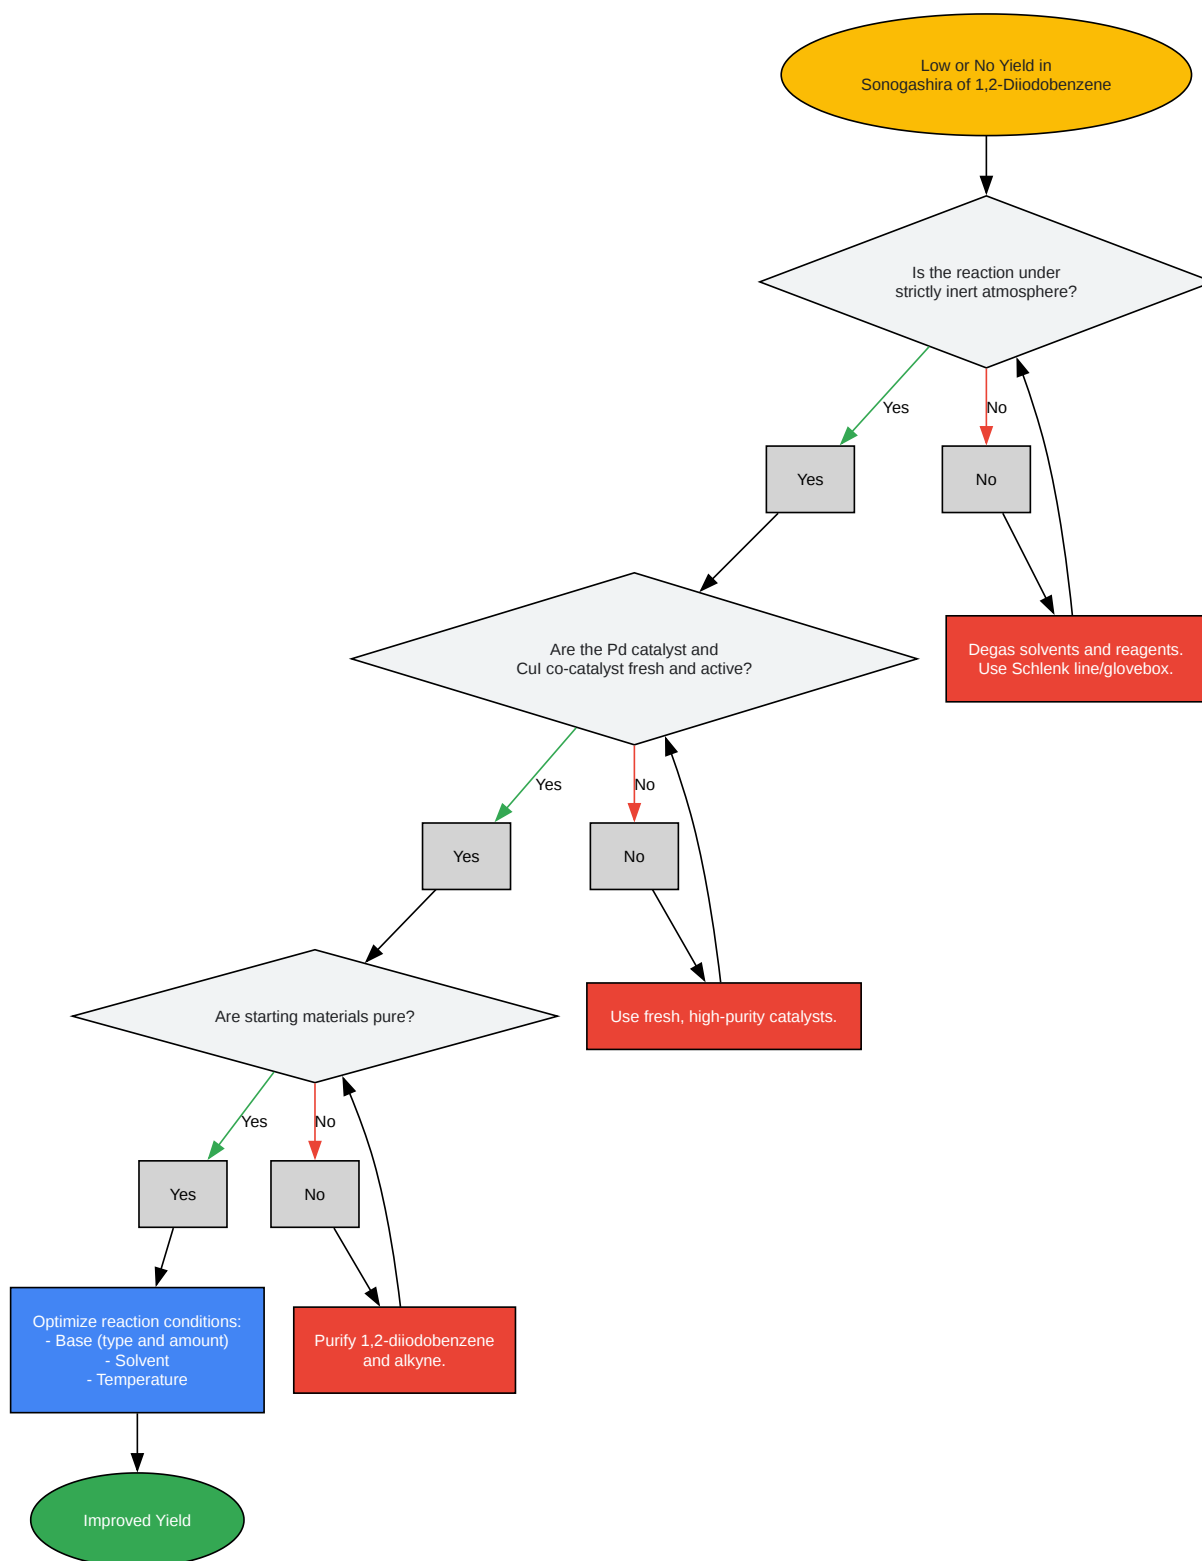 Low or No Yield in
Sonogashira of 1,2-Diiodobenzene
Is the reaction under
strictly inert atmosphere?
Yes
No
Yes
No
Are the Pd catalyst and
CuI co-catalyst fresh and active?
Degas solvents and reagents.
Use Schlenk line/glovebox.
Yes
No
Yes
No
Are starting materials pure?
Use fresh, high-purity catalysts.
Yes
No
Yes
No
Optimize reaction conditions:
- Base (type and amount)
- Solvent
- Temperature
Purify 1,2-diiodobenzene
and alkyne.
Improved Yield